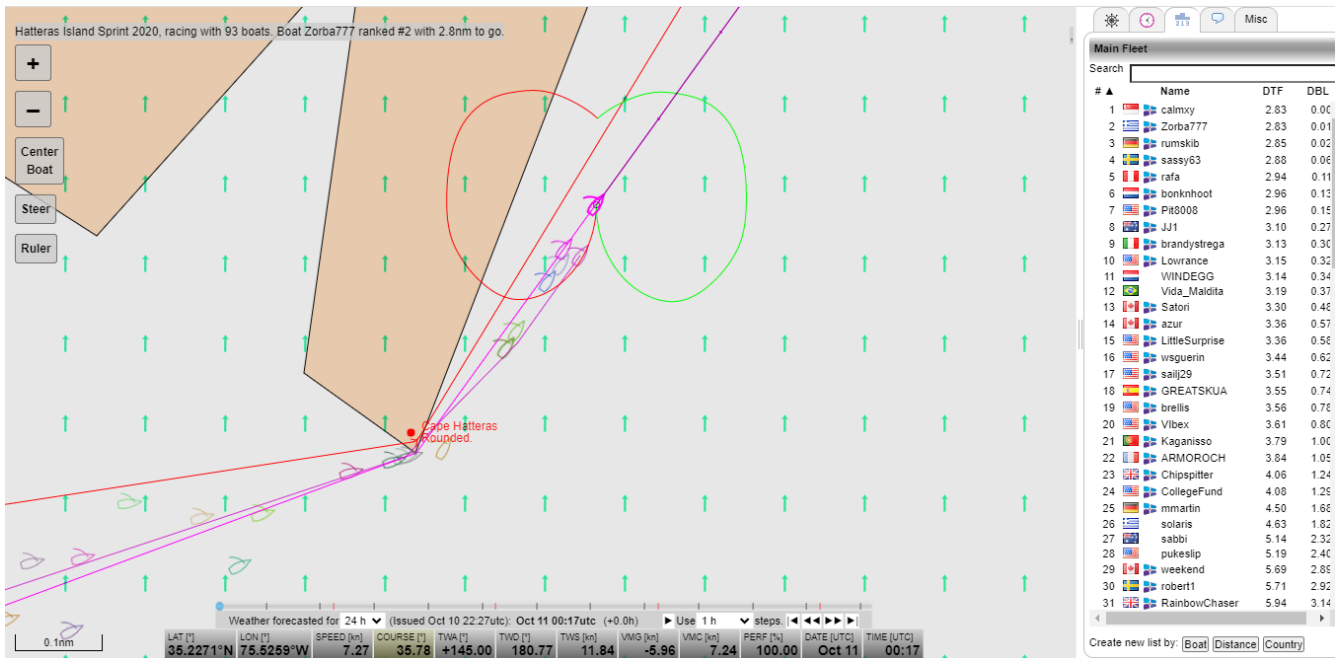 Hatteras Island Sprint 2020, racing with 93 boats. Boat Zorba777 ranked #2 with 2.8nm to go.
+
−
Center
Boat
Steer
Ruler
Cape Hatteras
Rounded.
0.1nm
Weather forecasted for 24 h (Issued Oct 10 22:27utc): Oct 11 00:17utc (+0.0h) Use 1 h steps.
LAT [°] LON [°] SPEED [kn] COURSE [°] TWA [°] TWD [°] TWS [kn] VMG [kn] VMC [kn] PERF [%] DATE [UTC] TIME [UTC]
35.2271°N 75.5259°W 7.27 35.78 +145.00 180.77 11.84 -5.96 7.24 100.00 Oct 11 00:17
Misc
Main Fleet
Search
# ▲ Name DTF DBL
1 calmxy 2.83 0.00
2 Zorba777 2.83 0.01
3 rumskib 2.85 0.02
4 sassy63 2.88 0.06
5 rafa 2.94 0.11
6 bonknhoot 2.96 0.13
7 Pit8008 2.96 0.15
8 JJ1 3.10 0.27
9 brandystrega 3.13 0.30
10 Lowrance 3.15 0.32
11 WINDEGG 3.14 0.34
12 Vida_Maldita 3.19 0.37
13 Satori 3.30 0.48
14 azur 3.36 0.57
15 LittleSurprise 3.36 0.58
16 wsguerin 3.44 0.62
17 sailj29 3.51 0.72
18 GREATSKUA 3.55 0.74
19 brellis 3.56 0.78
20 VIbex 3.61 0.80
21 Kaganisso 3.79 1.00
22 ARMOROCH 3.84 1.05
23 Chipspitter 4.06 1.24
24 CollegeFund 4.08 1.29
25 mmartin 4.50 1.68
26 solaris 4.63 1.82
27 sabbi 5.14 2.32
28 pukeslip 5.19 2.40
29 weekend 5.69 2.89
30 robert1 5.71 2.92
31 RainbowChaser 5.94 3.14
Create new list by: Boat Distance Country